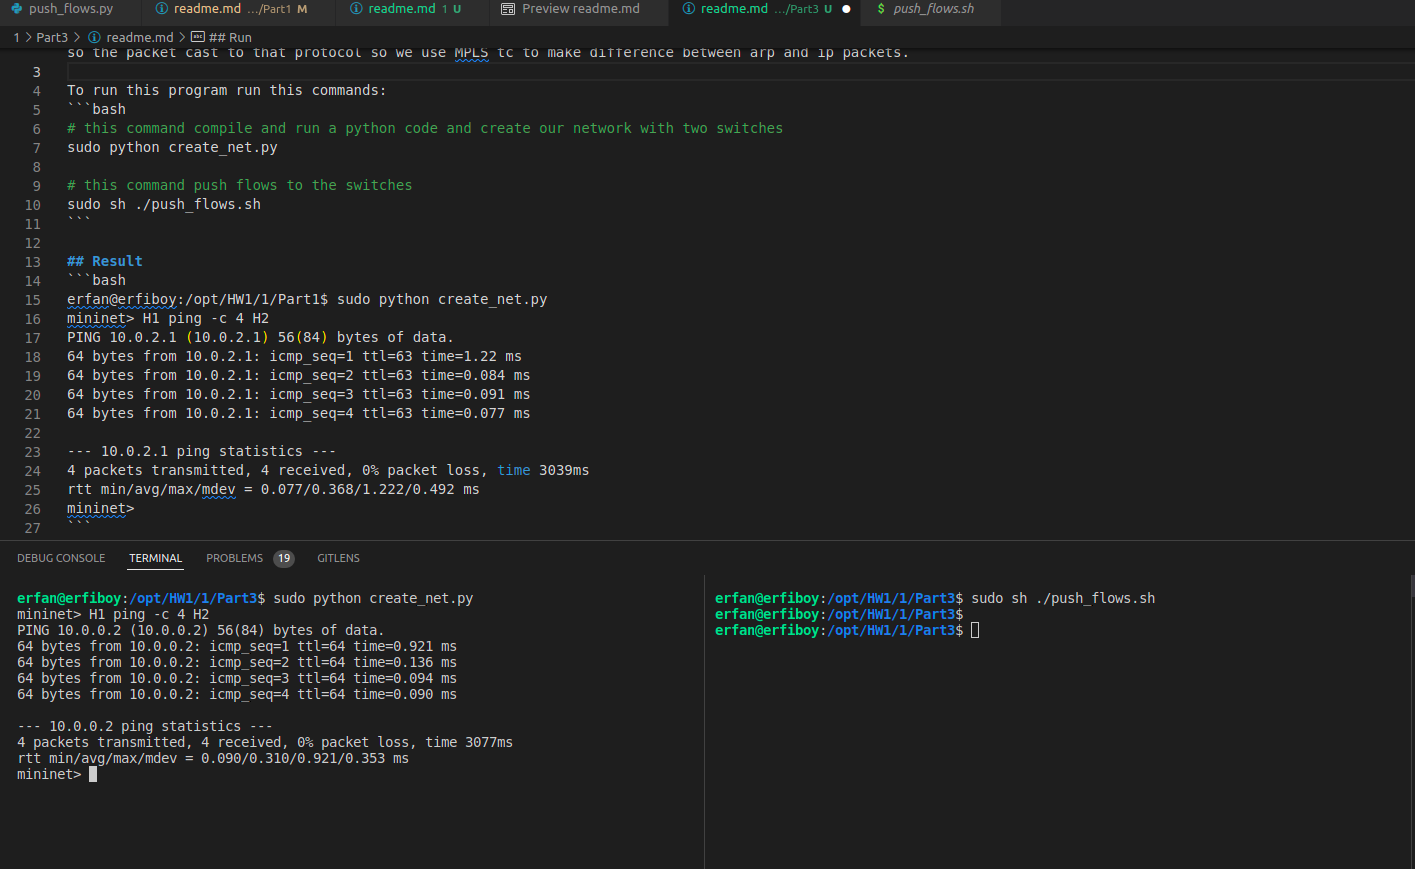 push_flows.py readme.md .../Part1 M readme.md 1 U Preview readme.md readme.md .../Part3 U $ push_flows.sh
1 > Part3 > readme.md > ## Run
so the packet cast to that protocol so we use MPLS tc to make difference between arp and ip packets.
3
4 To run this program run this commands:
5 ```bash
6 # this command compile and run a python code and create our network with two switches
7 sudo python create_net.py
8
9 # this command push flows to the switches
10 sudo sh ./push_flows.sh
11 ```
12
13 ## Result
14 ```bash
15 erfan@erfiboy:/opt/HW1/1/Part1$ sudo python create_net.py
16 mininet> H1 ping -c 4 H2
17 PING 10.0.2.1 (10.0.2.1) 56(84) bytes of data.
18 64 bytes from 10.0.2.1: icmp_seq=1 ttl=63 time=1.22 ms
19 64 bytes from 10.0.2.1: icmp_seq=2 ttl=63 time=0.084 ms
20 64 bytes from 10.0.2.1: icmp_seq=3 ttl=63 time=0.091 ms
21 64 bytes from 10.0.2.1: icmp_seq=4 ttl=63 time=0.077 ms
22
23 --- 10.0.2.1 ping statistics ---
24 4 packets transmitted, 4 received, 0% packet loss, time 3039ms
25 rtt min/avg/max/mdev = 0.077/0.368/1.222/0.492 ms
26 mininet>
27 ```
DEBUG CONSOLE TERMINAL PROBLEMS 19 GITLENS
erfan@erfiboy:/opt/HW1/1/Part3$ sudo python create_net.py
mininet> H1 ping -c 4 H2
PING 10.0.0.2 (10.0.0.2) 56(84) bytes of data.
64 bytes from 10.0.0.2: icmp_seq=1 ttl=64 time=0.921 ms
64 bytes from 10.0.0.2: icmp_seq=2 ttl=64 time=0.136 ms
64 bytes from 10.0.0.2: icmp_seq=3 ttl=64 time=0.094 ms
64 bytes from 10.0.0.2: icmp_seq=4 ttl=64 time=0.090 ms
--- 10.0.0.2 ping statistics ---
4 packets transmitted, 4 received, 0% packet loss, time 3077ms
rtt min/avg/max/mdev = 0.090/0.310/0.921/0.353 ms
mininet>
erfan@erfiboy:/opt/HW1/1/Part3$ sudo sh ./push_flows.sh
erfan@erfiboy:/opt/HW1/1/Part3$
erfan@erfiboy:/opt/HW1/1/Part3$